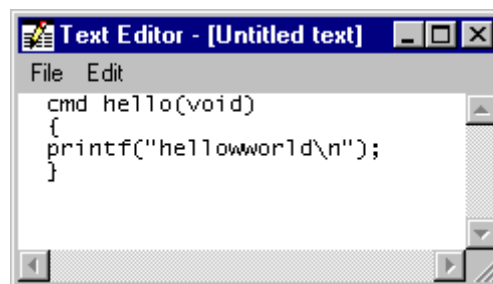 Text Editor - [Untitled text]
File Edit
cmd hello(void)
{
printf("hellowworld\n");
}